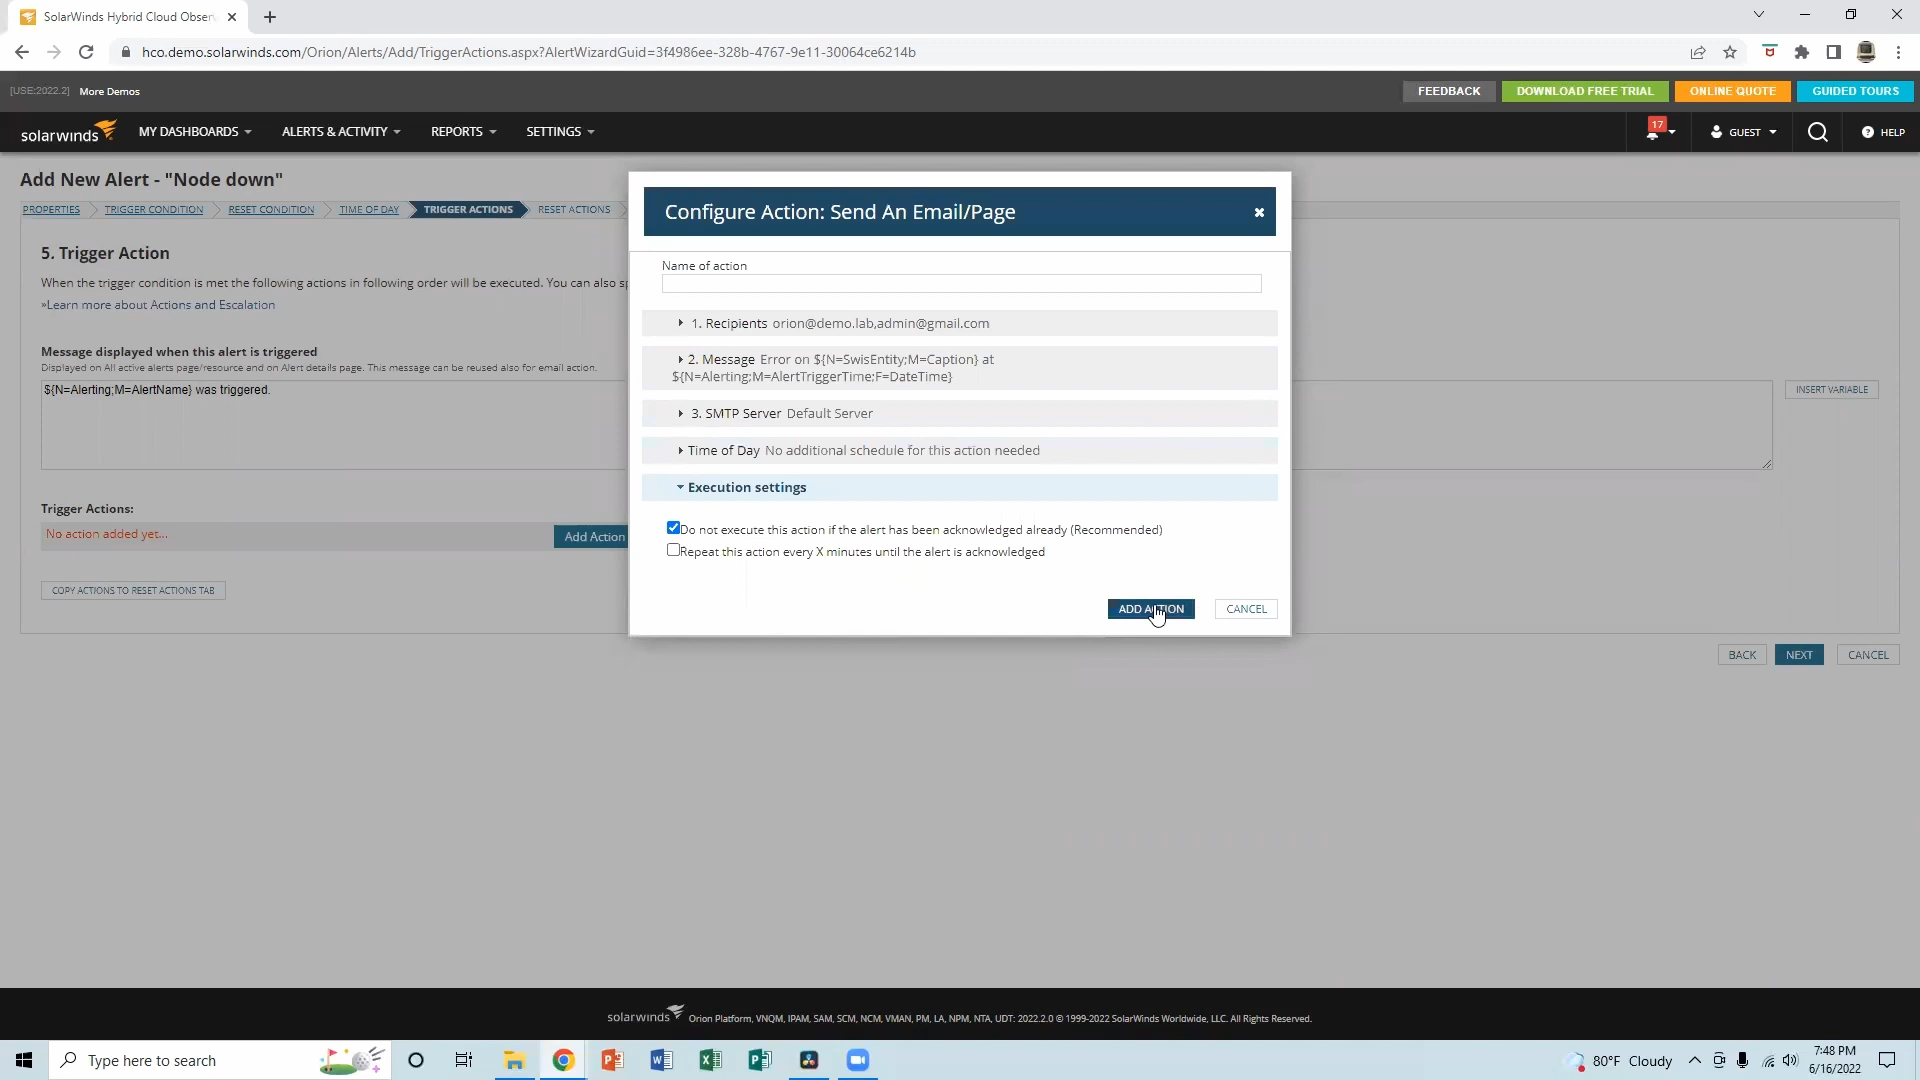 SolarWinds Hybrid Cloud Obser
hco.demo.solarwinds.com/Orion/Alerts/Add/TriggerActions.aspx?AlertWizardGuid=3f4986ee-328b-4767-9e11-30064ce6214b
[USE:2022.2] More Demos
FEEDBACK DOWNLOAD FREE TRIAL ONLINE QUOTE GUIDED TOURS
solarwinds MY DASHBOARDS ALERTS & ACTIVITY REPORTS SETTINGS 17 GUEST HELP
Add New Alert - "Node down"
PROPERTIES TRIGGER CONDITION RESET CONDITION TIME OF DAY TRIGGER ACTIONS RESET ACTIONS
5. Trigger Action
When the trigger condition is met the following actions in following order will be executed. You can also
»Learn more about Actions and Escalation
Message displayed when this alert is triggered
Displayed on All active alerts page/resource and on Alert details page. This message can be reused also for email action.
${N=Alerting;M=AlertName} was triggered.
INSERT VARIABLE
Trigger Actions:
No action added yet...
Add Action
COPY ACTIONS TO RESET ACTIONS TAB
Configure Action: Send An Email/Page
Name of action
1. Recipients orion@demo.lab,admin@gmail.com
2. Message Error on ${N=SwisEntity;M=Caption} at
${N=Alerting;M=AlertTriggerTime;F=DateTime}
3. SMTP Server Default Server
Time of Day No additional schedule for this action needed
Execution settings
Do not execute this action if the alert has been acknowledged already (Recommended)
Repeat this action every X minutes until the alert is acknowledged
ADD ACTION CANCEL
BACK NEXT CANCEL
solarwinds Orion Platform, VNQM, IPAM, SAM, SCM, NCM, VMAN, PM, LA, NPM, NTA, UDT: 2022.2.0 © 1999-2022 SolarWinds Worldwide, LLC. All Rights Reserved.
Type here to search
80°F Cloudy
7:48 PM
6/16/2022